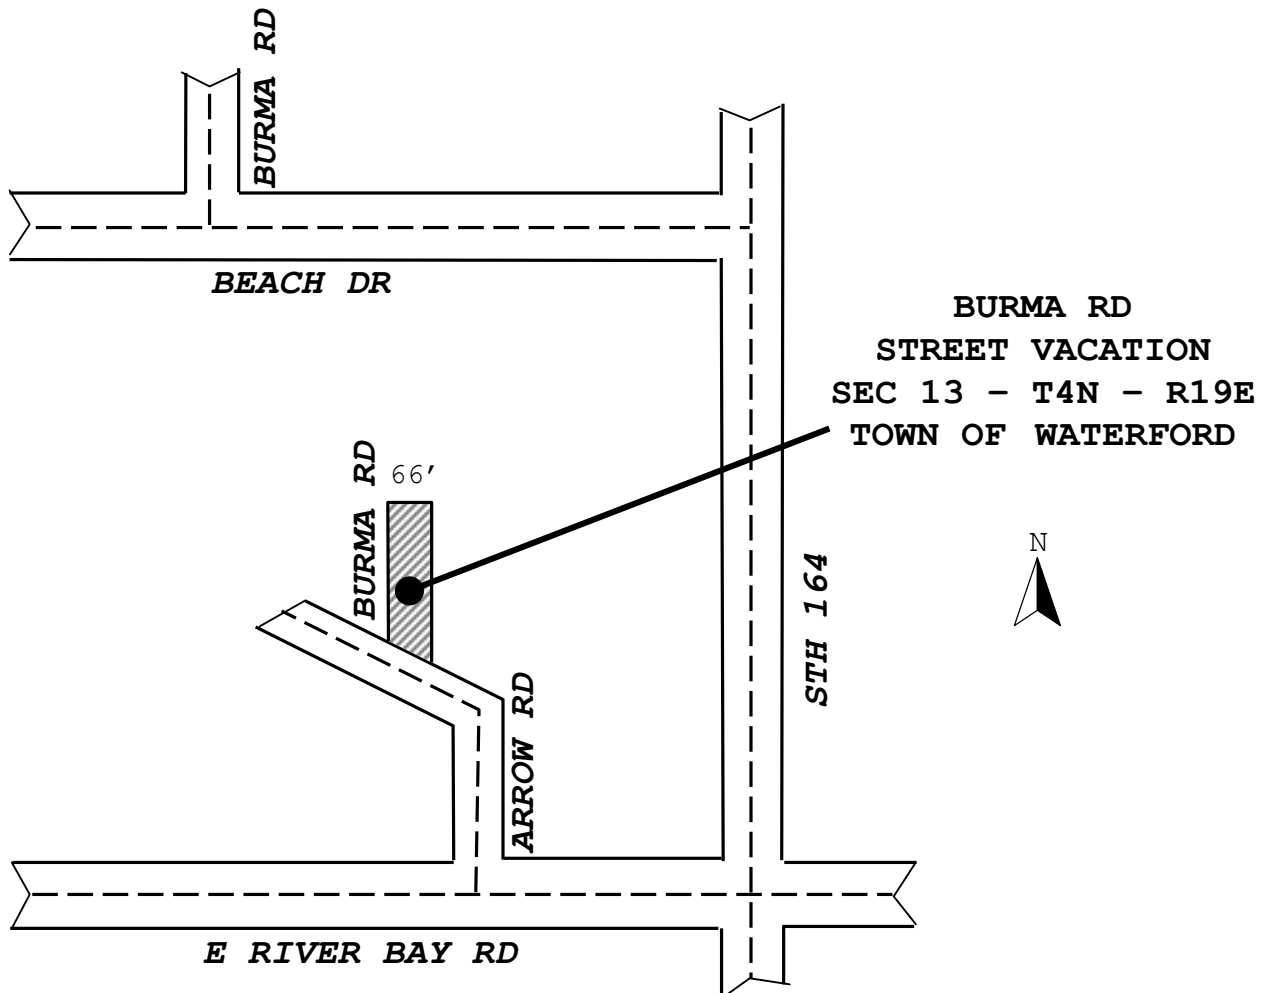 BURMA RD
BEACH DR
BURMA RD
STREET VACATION
SEC 13 – T4N – R19E
TOWN OF WATERFORD
BURMA RD
66′
N
STH 164
ARROW RD
E RIVER BAY RD